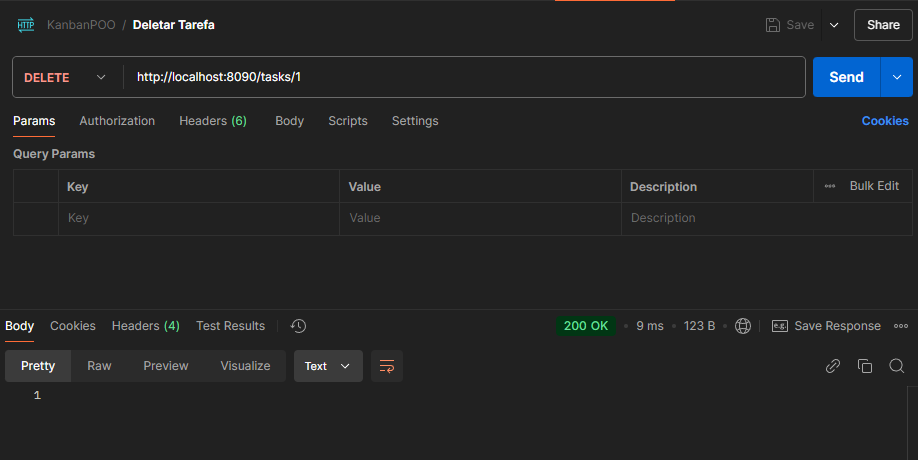 HTTP KanbanPOO / Deletar Tarefa Save Share
DELETE http://localhost:8090/tasks/1 Send
Params Authorization Headers (6) Body Scripts Settings Cookies
Query Params
Key Value Description Bulk Edit
Key Value Description
Body Cookies Headers (4) Test Results 200 OK 9 ms 123 B e.g. Save Response
Pretty Raw Preview Visualize Text
1